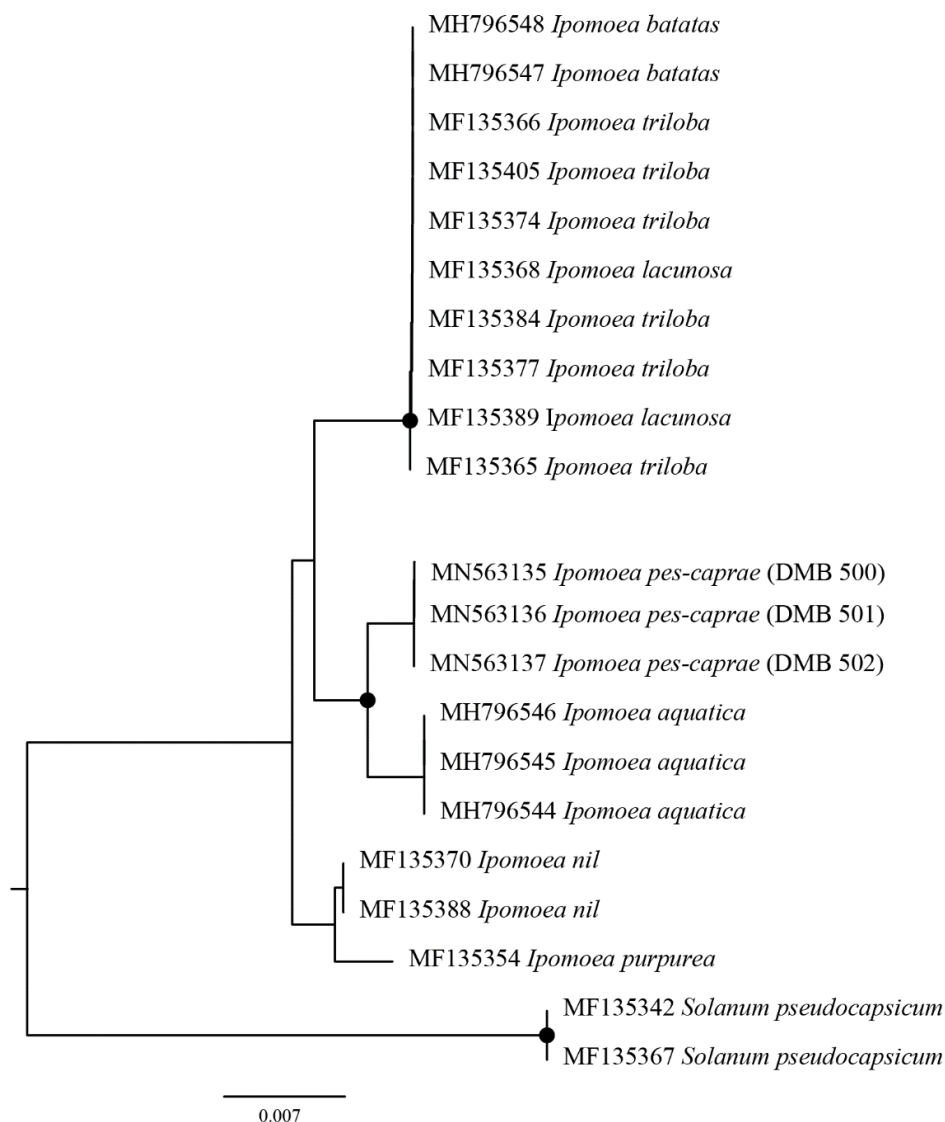 MH796548 Ipomoea batatas
MH796547 Ipomoea batatas
MF135366 Ipomoea triloba
MF135405 Ipomoea triloba
MF135374 Ipomoea triloba
MF135368 Ipomoea lacunosa
MF135384 Ipomoea triloba
MF135377 Ipomoea triloba
MF135389 Ipomoea lacunosa
MF135365 Ipomoea triloba
MN563135 Ipomoea pes-caprae (DMB 500)
MN563136 Ipomoea pes-caprae (DMB 501)
MN563137 Ipomoea pes-caprae (DMB 502)
MH796546 Ipomoea aquatica
MH796545 Ipomoea aquatica
MH796544 Ipomoea aquatica
MF135370 Ipomoea nil
MF135388 Ipomoea nil
MF135354 Ipomoea purpurea
MF135342 Solanum pseudocapsicum
MF135367 Solanum pseudocapsicum
0.007